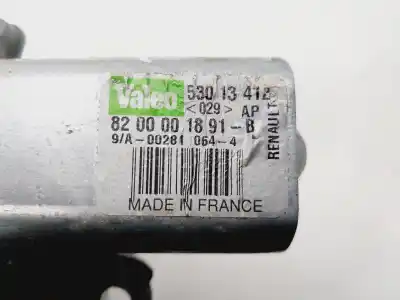 Valeo 530 13 412
<029> AP
82 00 00 18 91-B
9/A-00281 064-4
RENAULT
MADE IN FRANCE